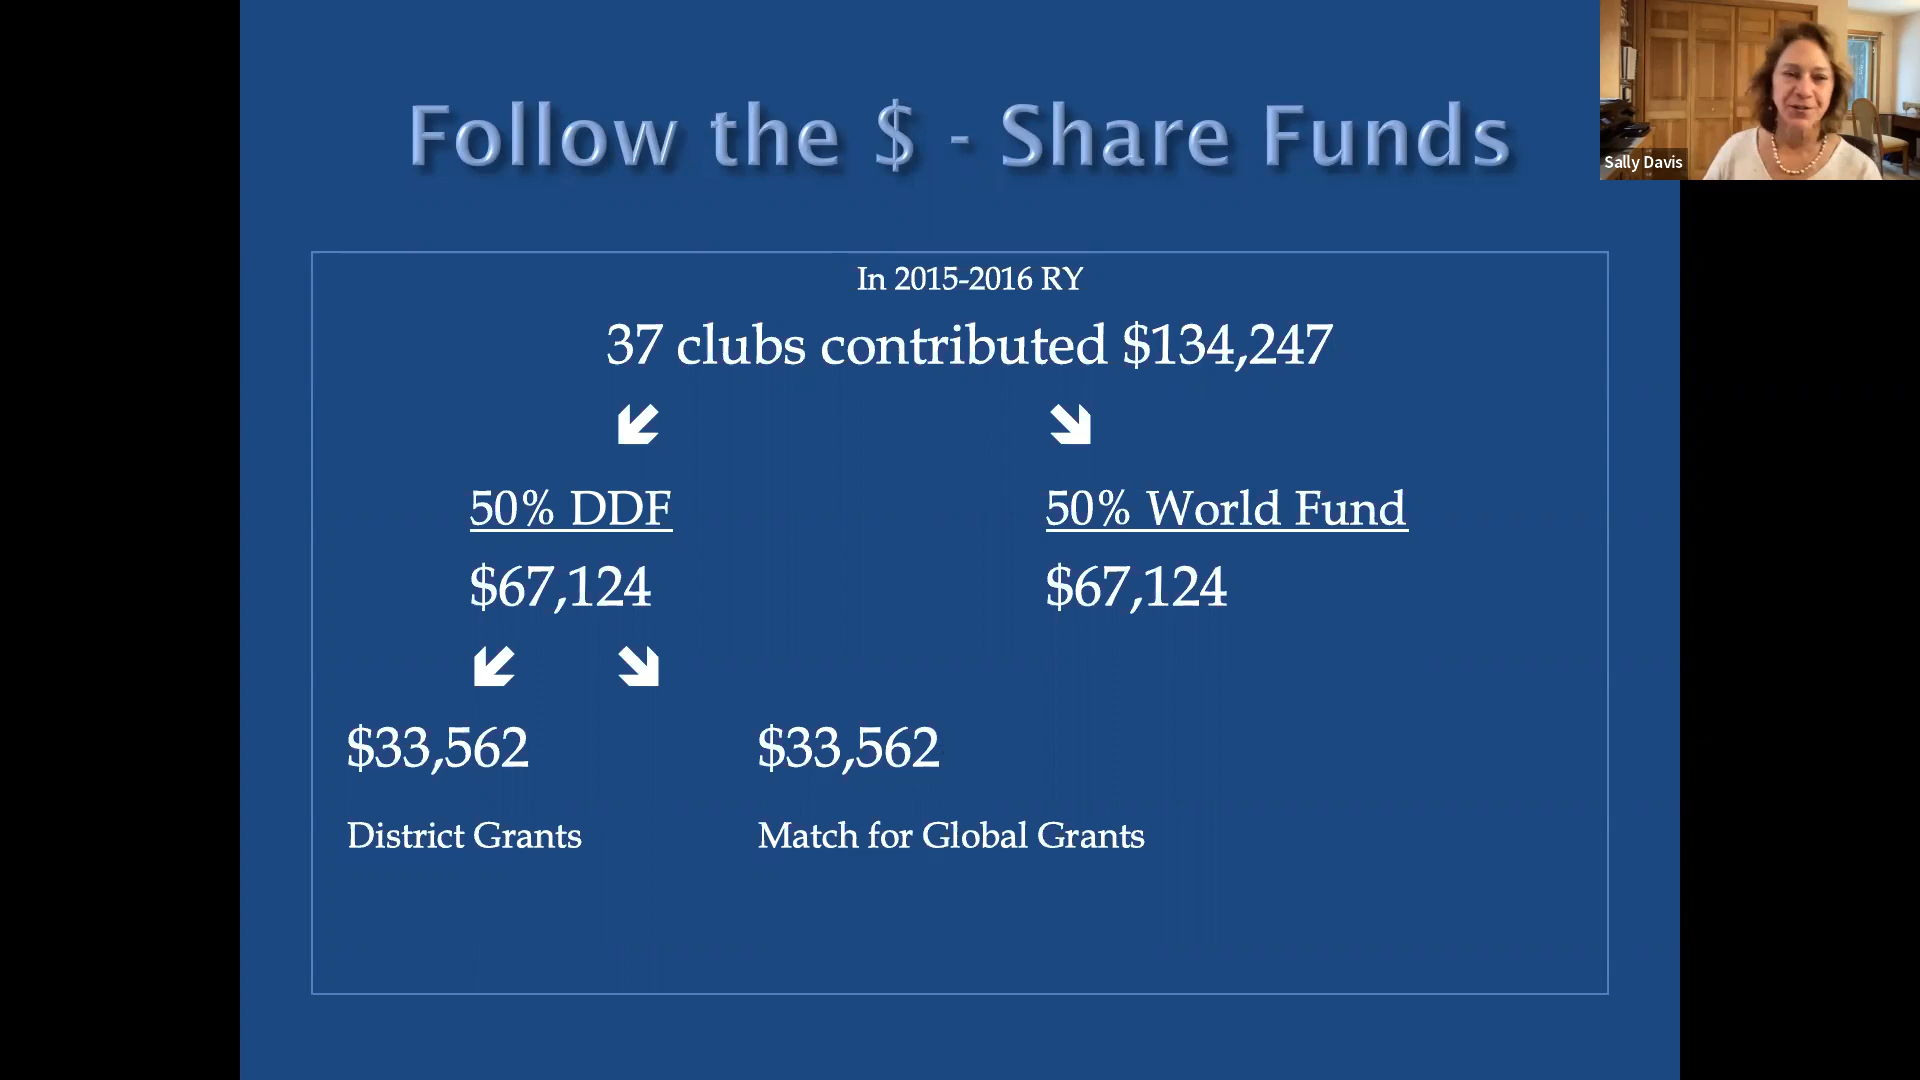 Follow the $ - Share Funds
Sally Davis
In 2015-2016 RY
37 clubs contributed $134,247
50% DDF
50% World Fund
$67,124
$67,124
$33,562
$33,562
District Grants
Match for Global Grants